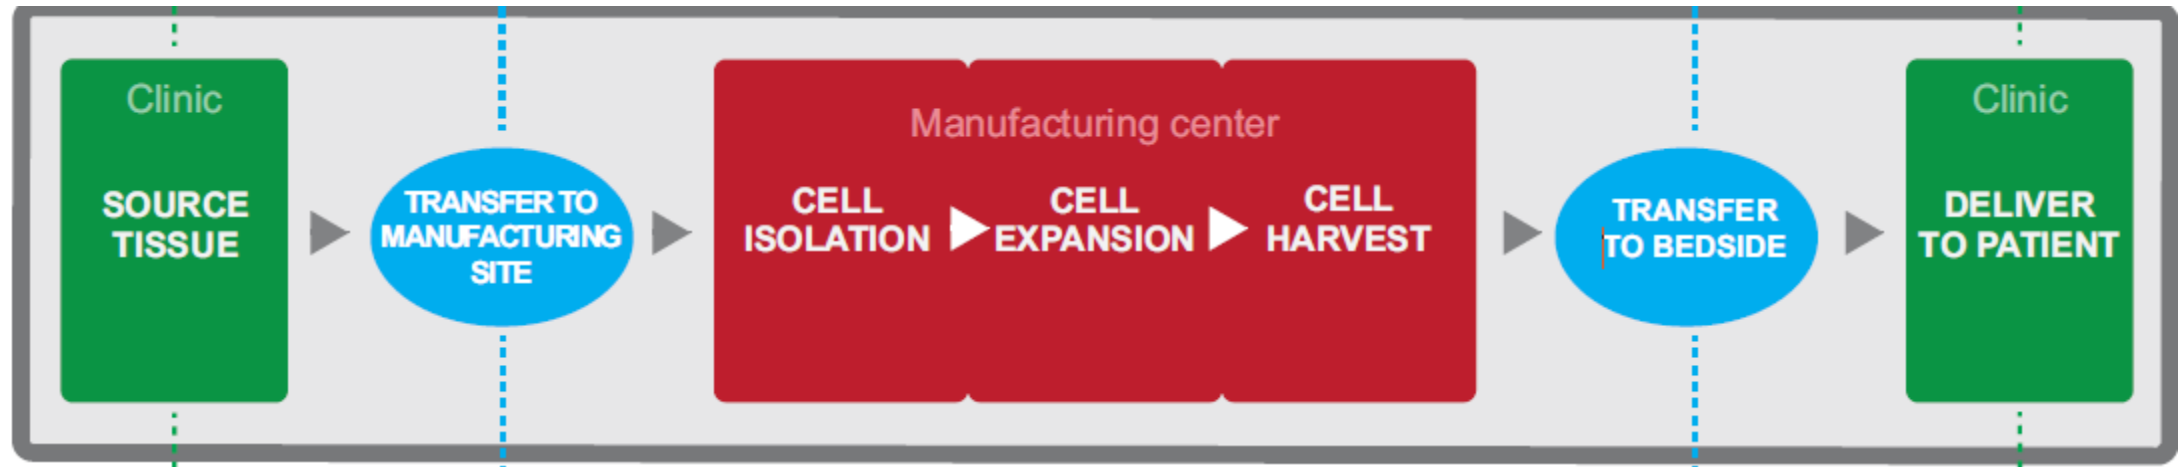 Clinic
SOURCE
TISSUE
TRANSFER TO
MANUFACTURING
SITE
Manufacturing center
CELL
ISOLATION
CELL
EXPANSION
CELL
HARVEST
TRANSFER
TO BEDSIDE
Clinic
DELIVER
TO PATIENT